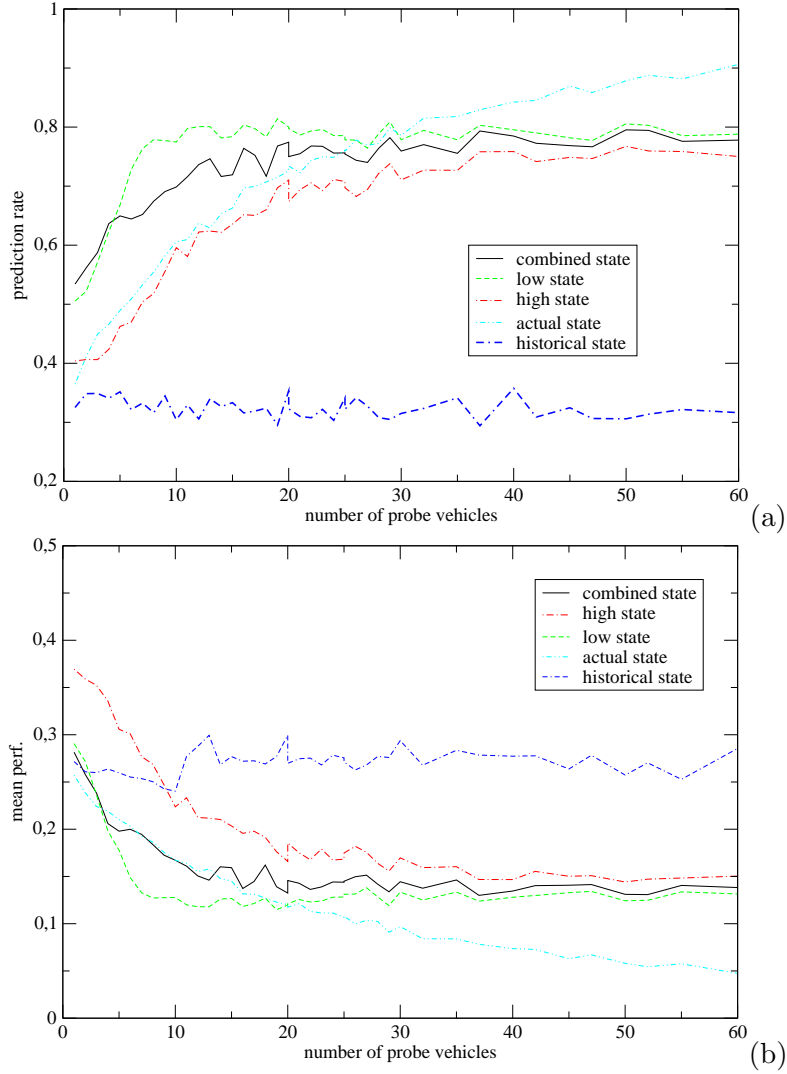 1
0,8
0,6
0,4
0,2
prediction rate
combined state
low state
high state
actual state
historical state
0 10 20 30 40 50 60
number of probe vehicles
(a)
0,5
0,4
0,3
0,2
0,1
0
mean perf.
combined state
high state
low state
actual state
historical state
0 10 20 30 40 50 60
number of probe vehicles
(b)